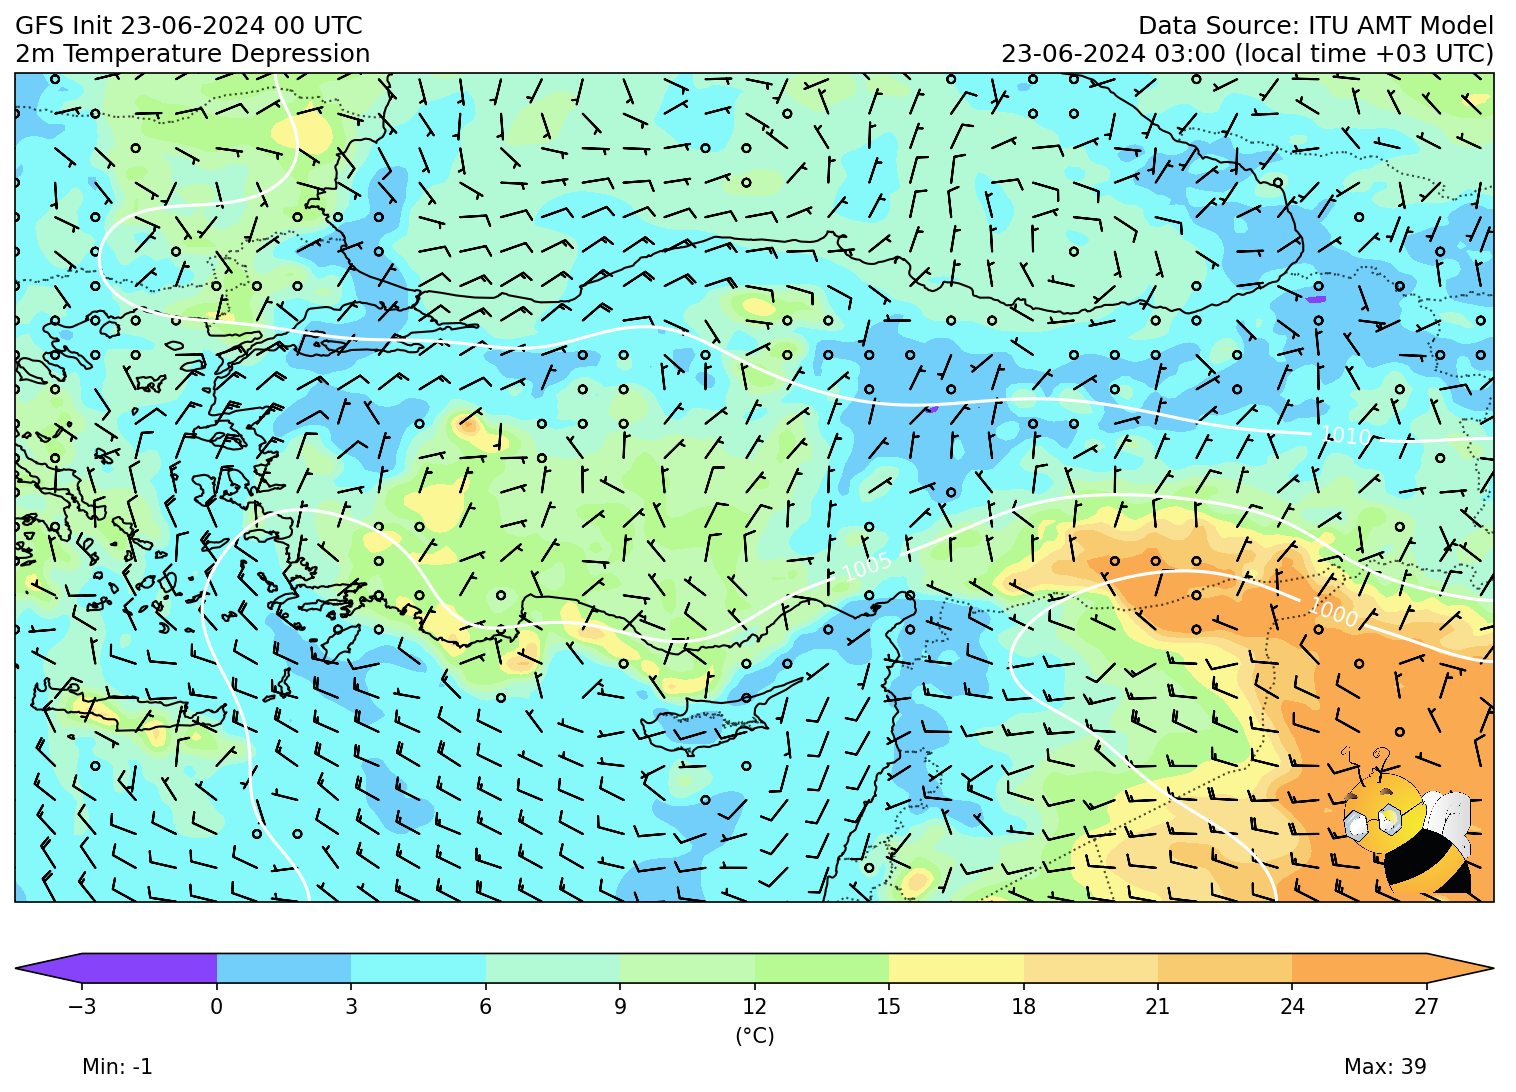 GFS Init 23-06-2024 00 UTC
2m Temperature Depression
Data Source: ITU AMT Model
23-06-2024 03:00 (local time +03 UTC)
1010
1005
1000
−3 0 3 6 9 12 15 18 21 24 27
(°C)
Min: -1
Max: 39